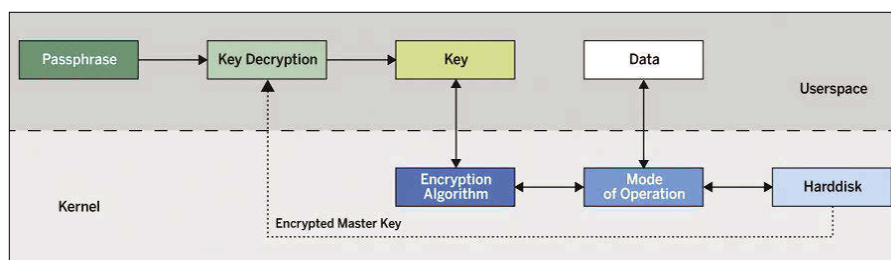 Passphrase
Key Decryption
Key
Data
Userspace
Encryption
Algorithm
Mode
of Operation
Harddisk
Kernel
Encrypted Master Key